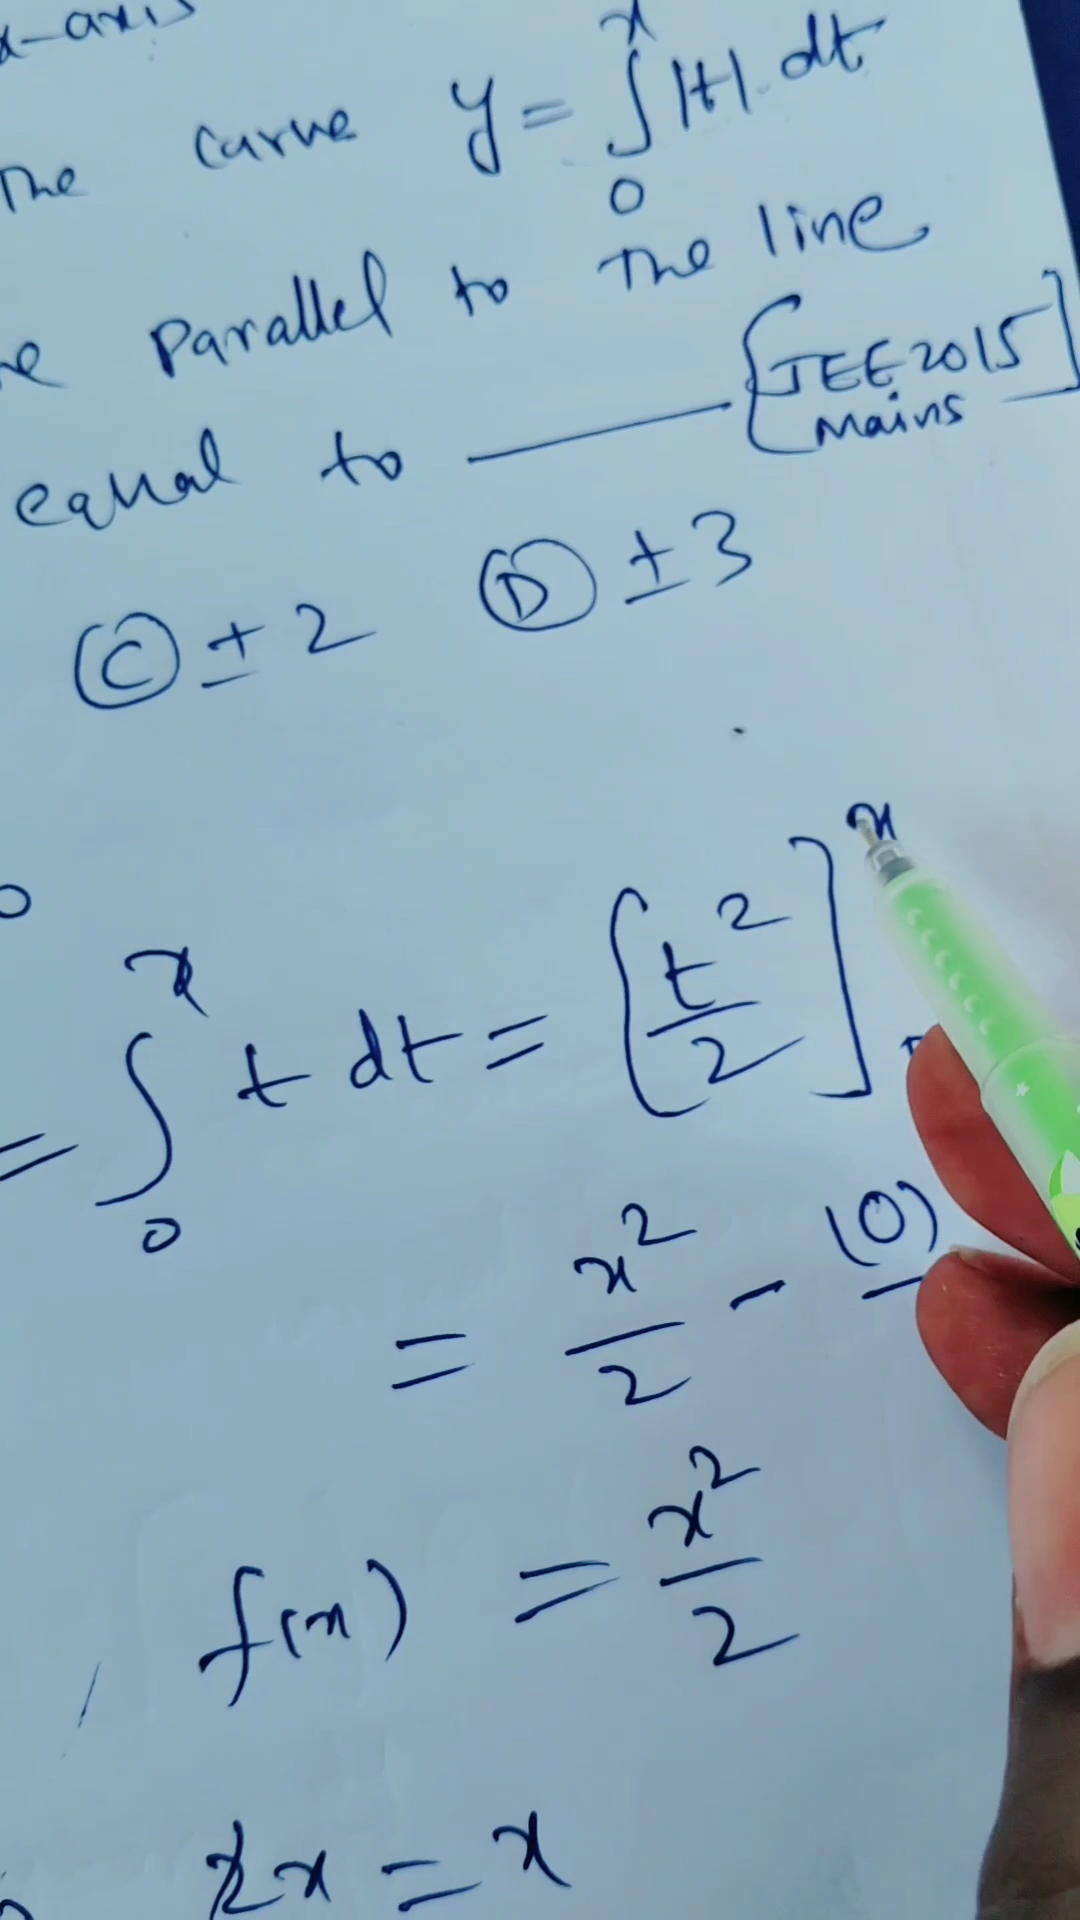 x-axis
The curve y = ∫₀ˣ |t|. dt
Parallel to The line
equal to ______ [JEE 2015 Mains]
Ⓒ ± 2 Ⓓ ± 3
0
= ∫₀ˣ t dt = [t²/2] x
= x²/2 - (0)
f(x) = x²/2
2x = x